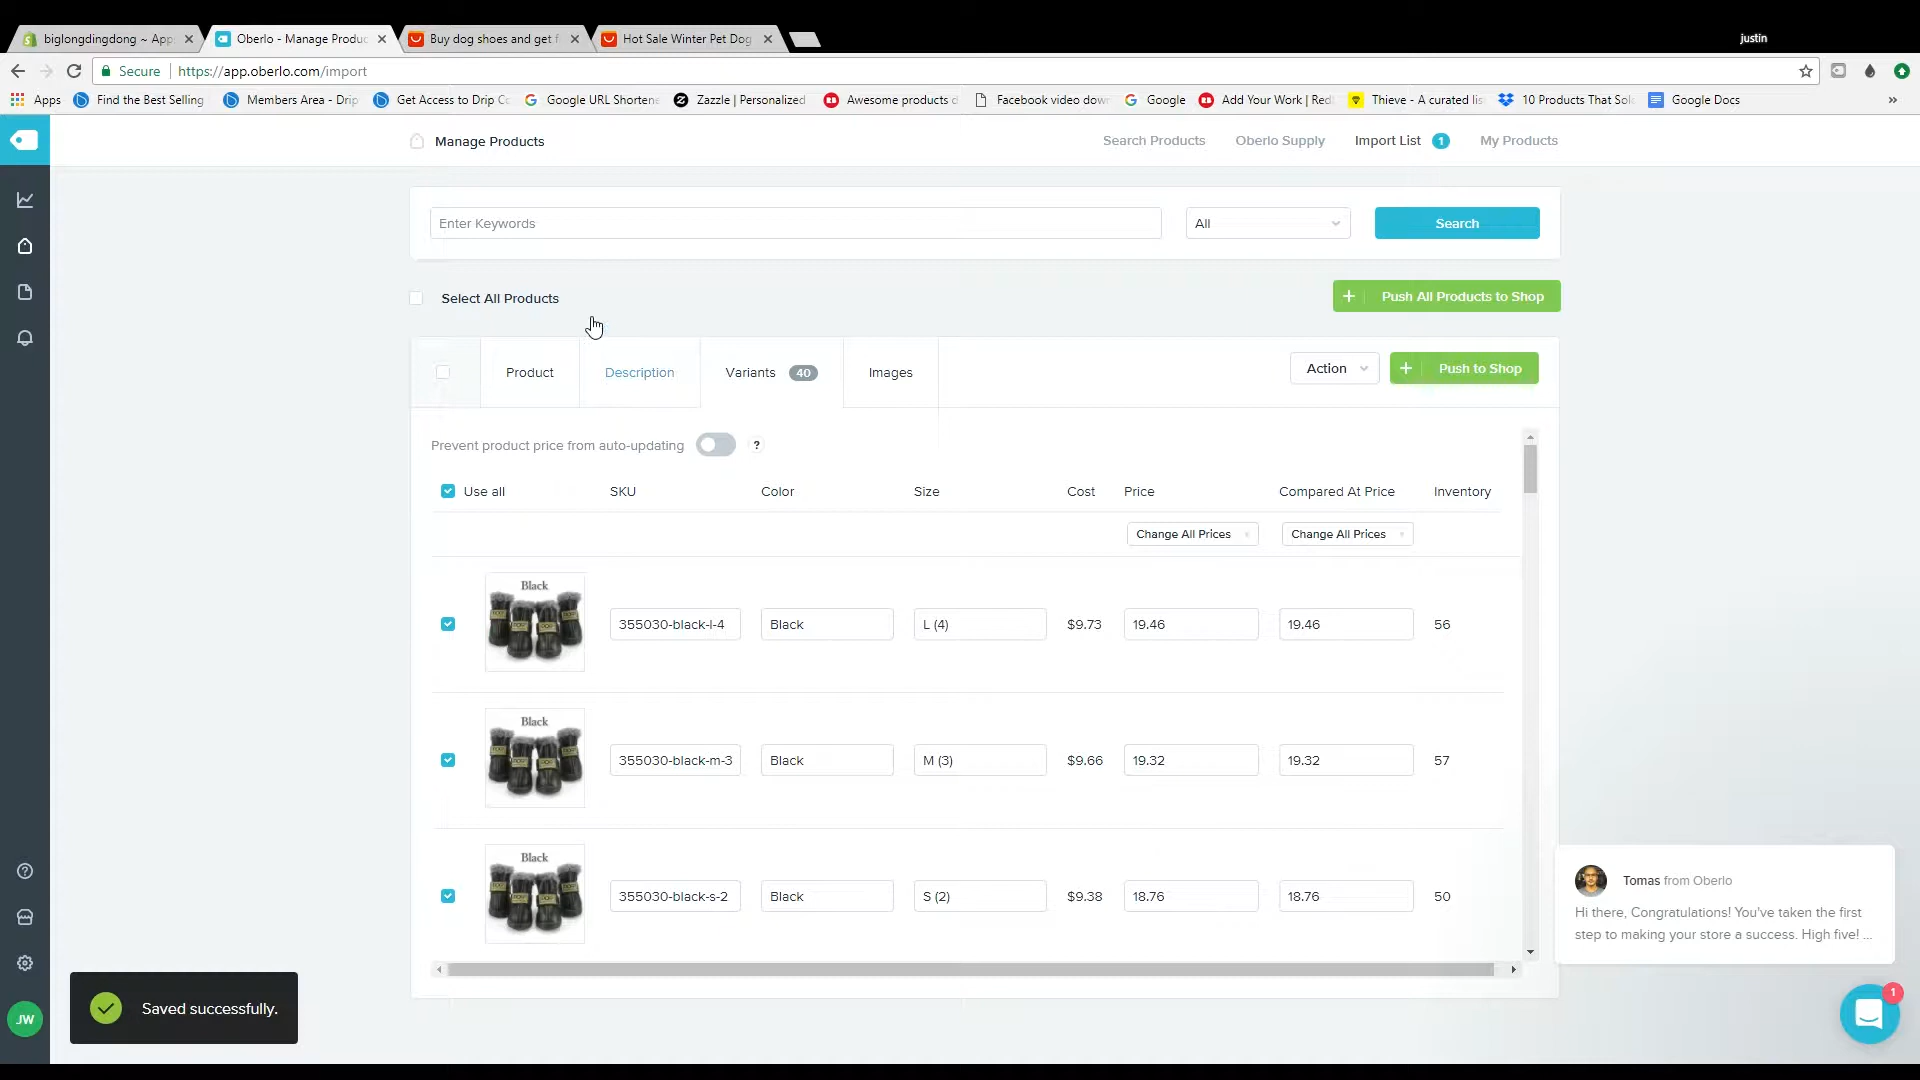 biglongdingdong ~ App
Oberlo - Manage Produc
Buy dog shoes and get f
Hot Sale Winter Pet Dog
justin
Secure
https://app.oberlo.com/import
Apps
Find the Best Selling
Members Area - Drip
Get Access to Drip Co
Google URL Shortene
Zazzle | Personalized
Awesome products d
Facebook video down
Google
Add Your Work | Red
Thieve - A curated lis
10 Products That Sol
Google Docs
»
Manage Products
Search Products
Oberlo Supply
Import List 1
My Products
Enter Keywords
All
Search
Select All Products
+ Push All Products to Shop
Product
Description
Variants 40
Images
Action
+ Push to Shop
Prevent product price from auto-updating ?
Use all SKU Color Size Cost Price Compared At Price Inventory
Change All Prices Change All Prices
Black
355030-black-l-4 Black L (4) $9.73 19.46 19.46 56
Black
355030-black-m-3 Black M (3) $9.66 19.32 19.32 57
Black
355030-black-s-2 Black S (2) $9.38 18.76 18.76 50
Tomas from Oberlo
Hi there, Congratulations! You've taken the first
step to making your store a success. High five! ...
1
Saved successfully.
JW